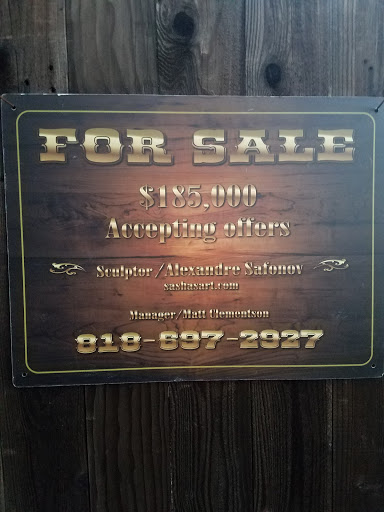 FOR SALE
$185,000
Accepting offers
Sculptor/Alexandre Safonov
sashasart.com
Manager/Matt Clementson
818-697-2927